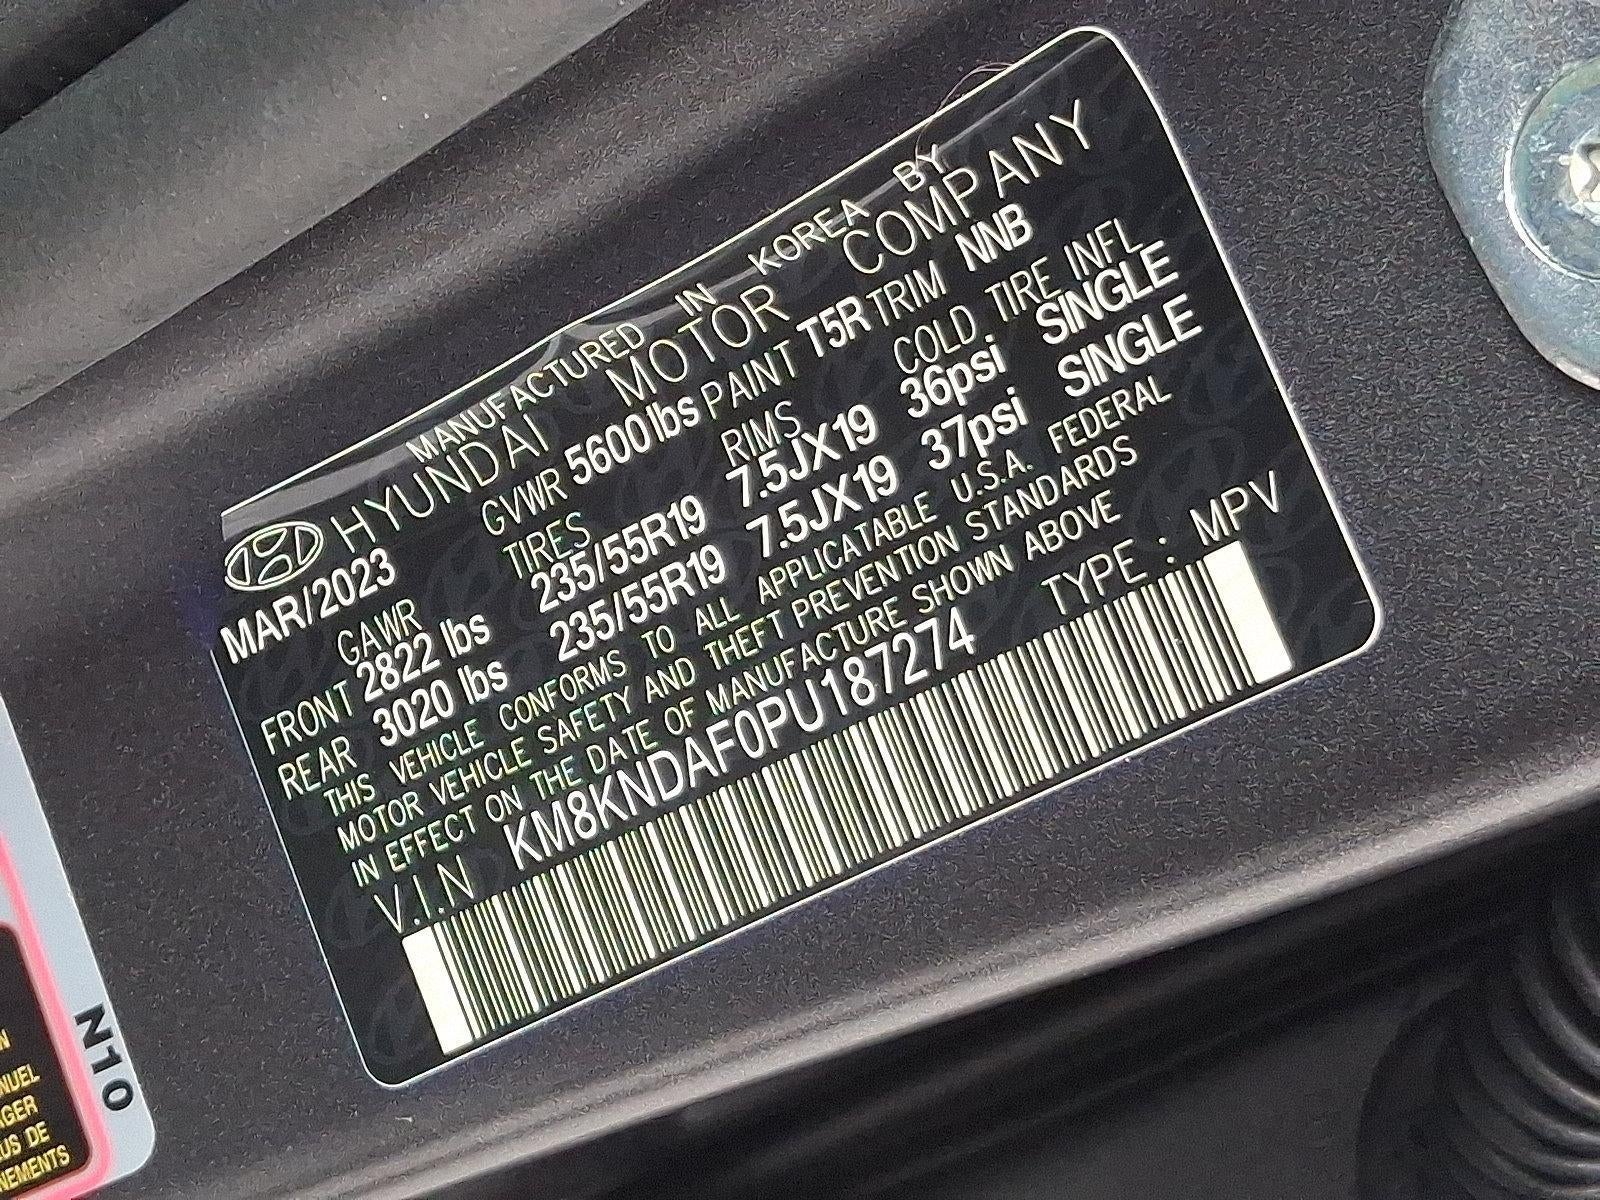 MANUFACTURED IN KOREA BY
HYUNDAI MOTOR COMPANY
MAR/2023 GVWR 5600lbs PAINT T5R TRIM NNB
GAWR TIRES RIMS COLD TIRE INFL
FRONT 2822 lbs 235/55R19 7.5JX19 36psi SINGLE
REAR 3020 lbs 235/55R19 7.5JX19 37psi SINGLE
THIS VEHICLE CONFORMS TO ALL APPLICATABLE U.S.A. FEDERAL
MOTOR VEHICLE SAFETY AND THEFT PREVENTION STANDARDS
IN EFFECT ON THE DATE OF MANUFACTURE SHOWN ABOVE
V.I.N KM8KNDAF0PU187274 TYPE : MPV
N10